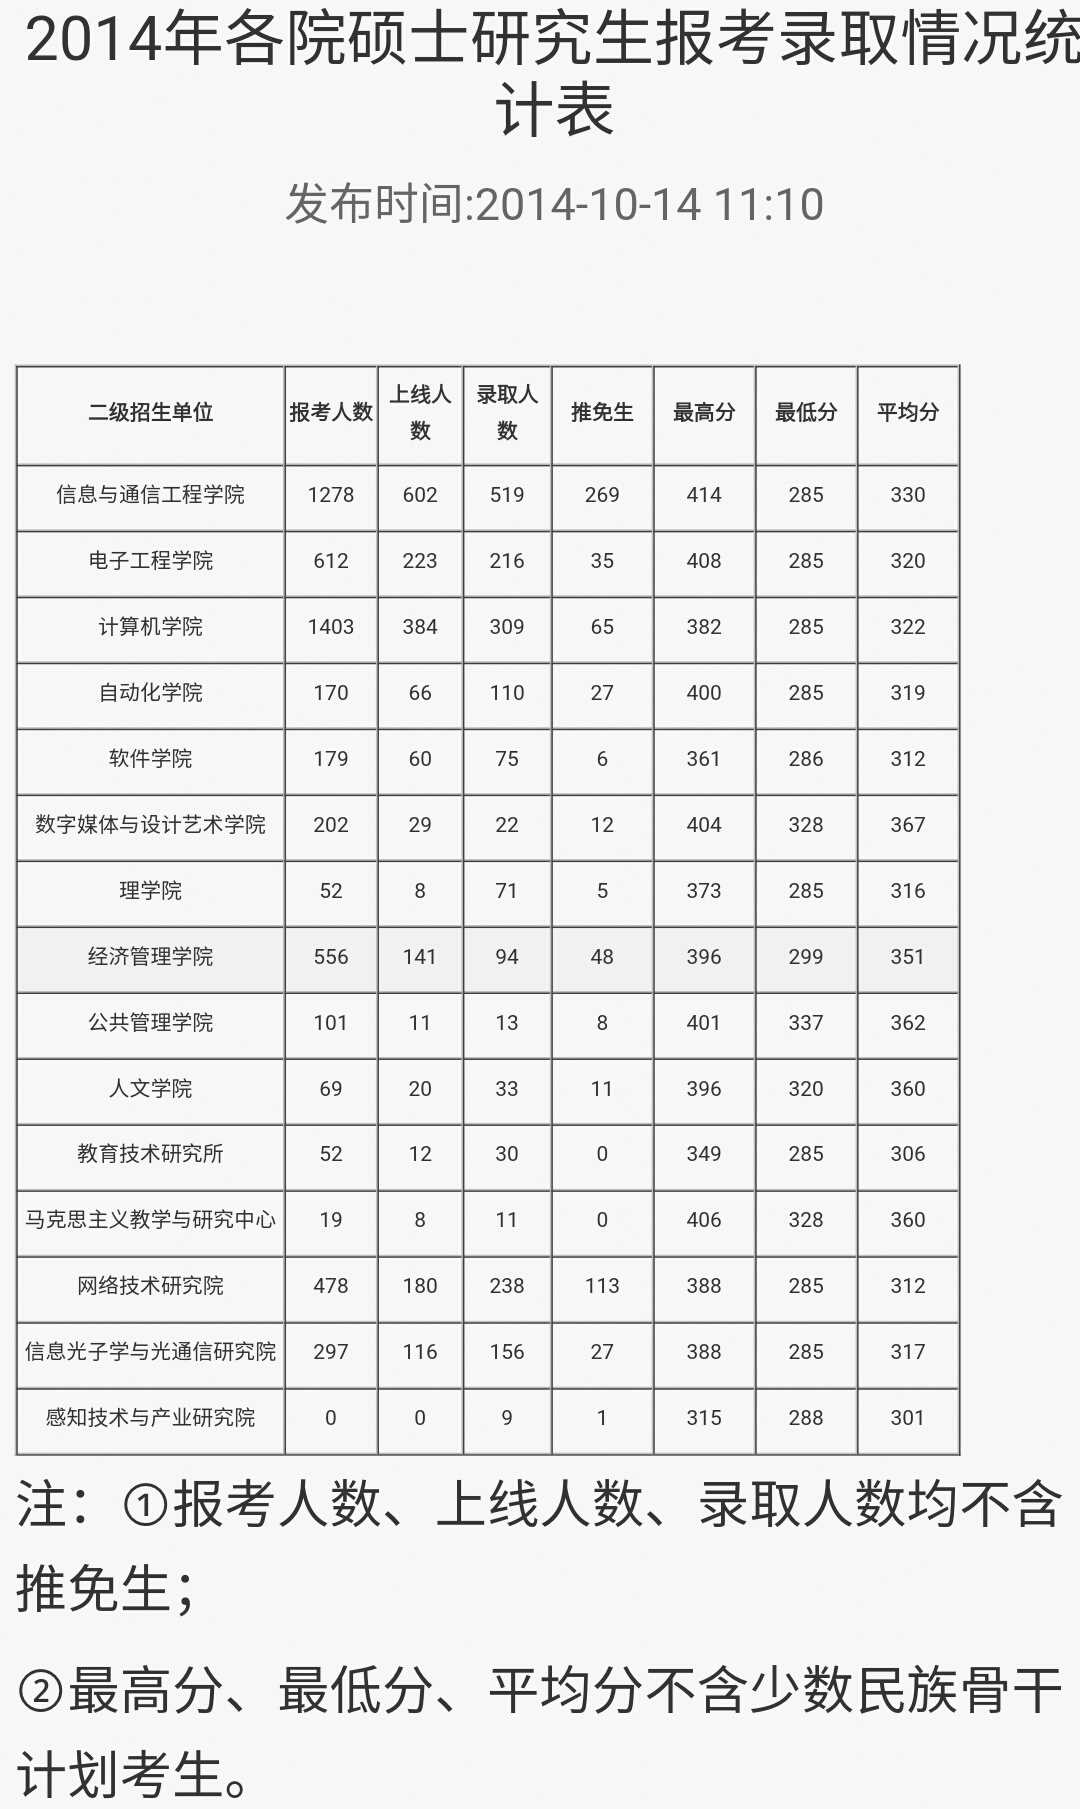 2014年各院硕士研究生报考录取情况统
计表
发布时间:2014-10-14 11:10
二级招生单位 报考人数 上线人数 录取人数 推免生 最高分 最低分 平均分
信息与通信工程学院 1278 602 519 269 414 285 330
电子工程学院 612 223 216 35 408 285 320
计算机学院 1403 384 309 65 382 285 322
自动化学院 170 66 110 27 400 285 319
软件学院 179 60 75 6 361 286 312
数字媒体与设计艺术学院 202 29 22 12 404 328 367
理学院 52 8 71 5 373 285 316
经济管理学院 556 141 94 48 396 299 351
公共管理学院 101 11 13 8 401 337 362
人文学院 69 20 33 11 396 320 360
教育技术研究所 52 12 30 0 349 285 306
马克思主义教学与研究中心 19 8 11 0 406 328 360
网络技术研究院 478 180 238 113 388 285 312
信息光子学与光通信研究院 297 116 156 27 388 285 317
感知技术与产业研究院 0 0 9 1 315 288 301
注：①报考人数、上线人数、录取人数均不含
推免生；
②最高分、最低分、平均分不含少数民族骨干
计划考生。